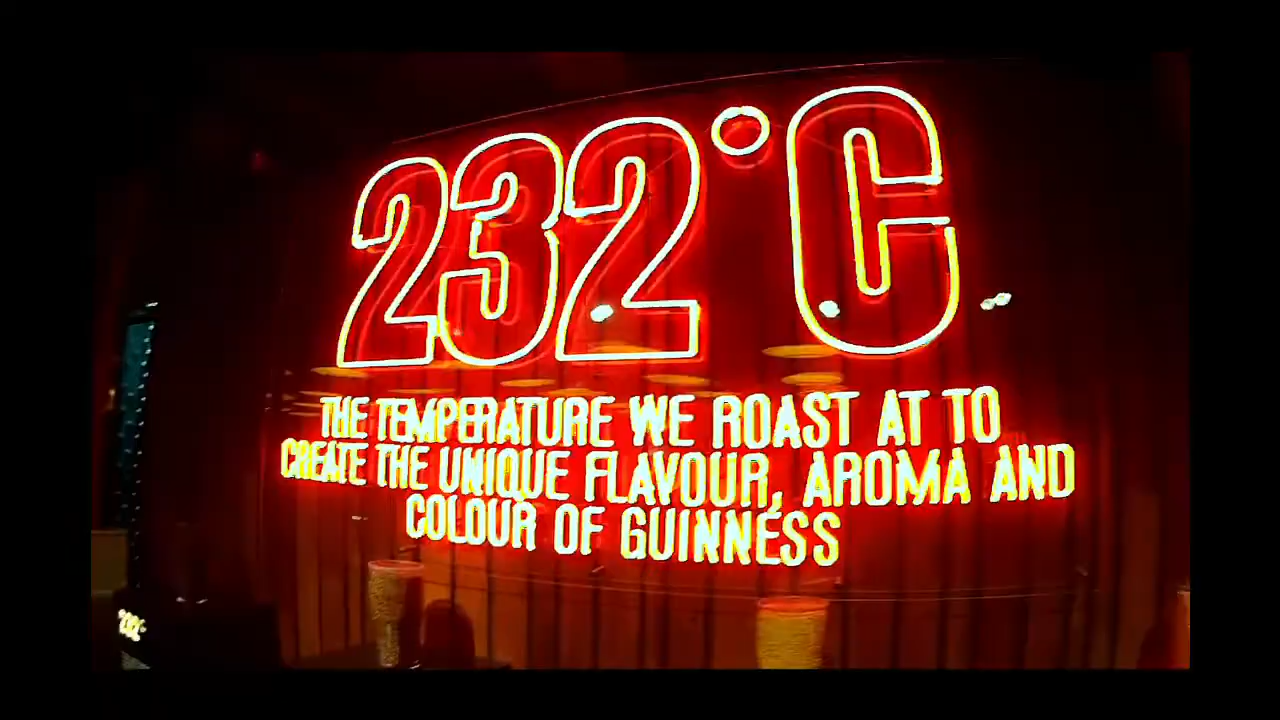 232°C
THE TEMPERATURE WE ROAST AT TO
CREATE THE UNIQUE FLAVOUR, AROMA AND
COLOUR OF GUINNESS